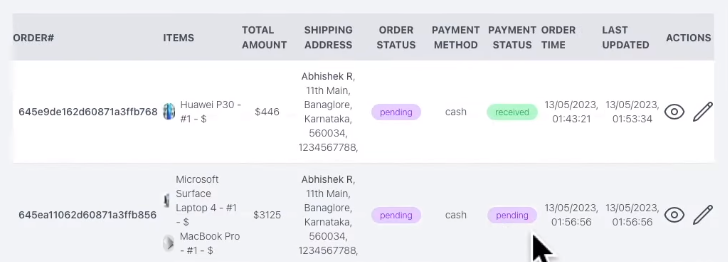 ORDER# ITEMS TOTAL AMOUNT SHIPPING ADDRESS ORDER STATUS PAYMENT METHOD PAYMENT STATUS ORDER TIME LAST UPDATED ACTIONS
645e9de162d60871a3ffb768
Huawei P30 -
#1 - $
$446
Abhishek R,
11th Main,
Banaglore,
Karnataka,
560034,
1234567788,
pending
cash
received
13/05/2023,
01:43:21
13/05/2023,
01:53:34
645ea11062d60871a3ffb856
Microsoft
Surface
Laptop 4 - #1
- $
MacBook Pro
- #1 - $
$3125
Abhishek R,
11th Main,
Banaglore,
Karnataka,
560034,
1234567788,
pending
cash
pending
13/05/2023,
01:56:56
13/05/2023,
01:56:56